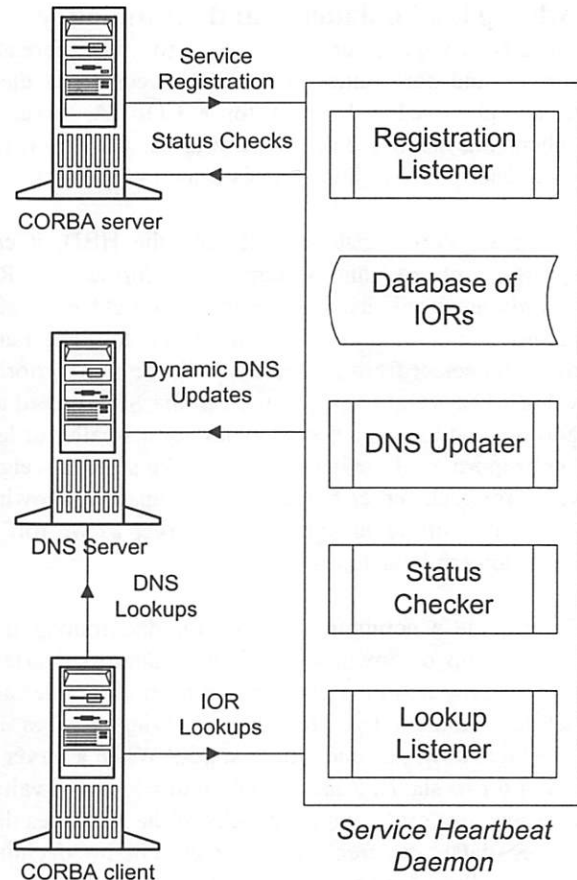 Service
Registration
Status Checks
CORBA server
Registration
Listener
Database of
IORs
Dynamic DNS
Updates
DNS Updater
DNS Server
DNS
Lookups
Status
Checker
IOR
Lookups
Lookup
Listener
CORBA client
Service Heartbeat
Daemon